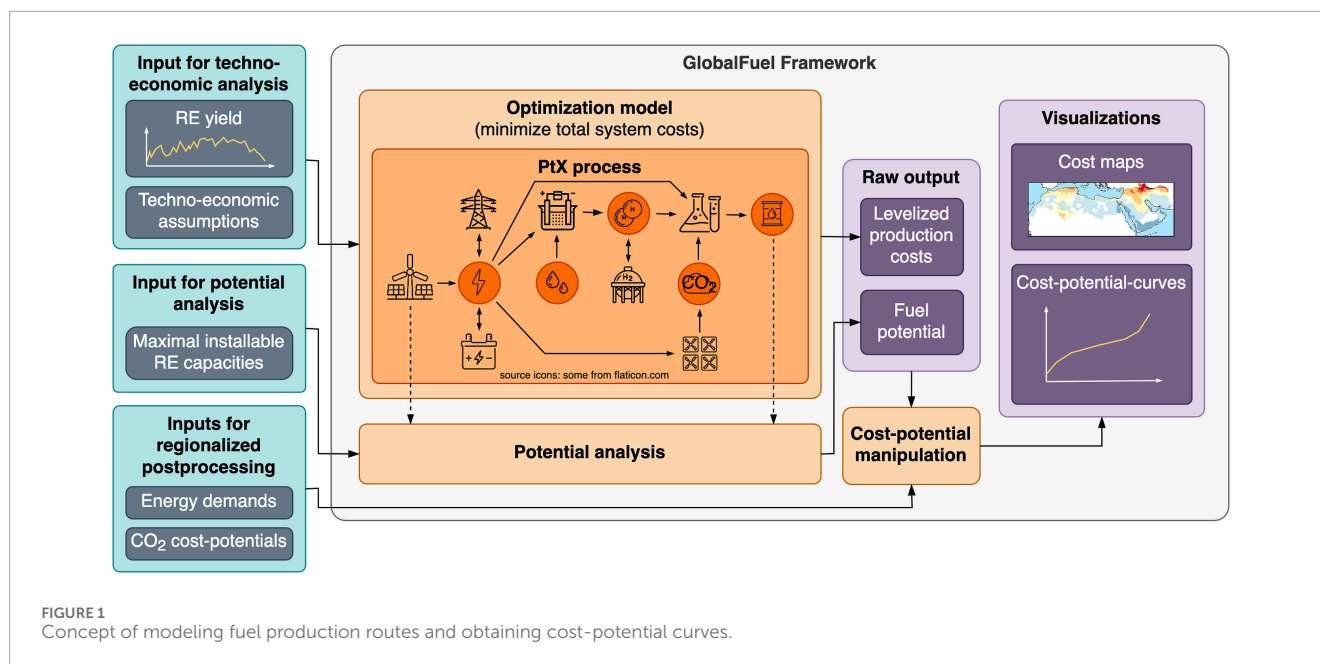 Input for techno-
economic analysis
RE yield
Techno-economic
assumptions
Input for potential
analysis
Maximal installable
RE capacities
Inputs for
regionalized
postprocessing
Energy demands
CO₂ cost-potentials
GlobalFuel Framework
Optimization model
(minimize total system costs)
PtX process
H
H
H₂
CO₂
source icons: some from flaticon.com
Potential analysis
Raw output
Levelized
production
costs
Fuel
potential
Cost-potential
manipulation
Visualizations
Cost maps
Cost-potential-curves
FIGURE 1
Concept of modeling fuel production routes and obtaining cost-potential curves.